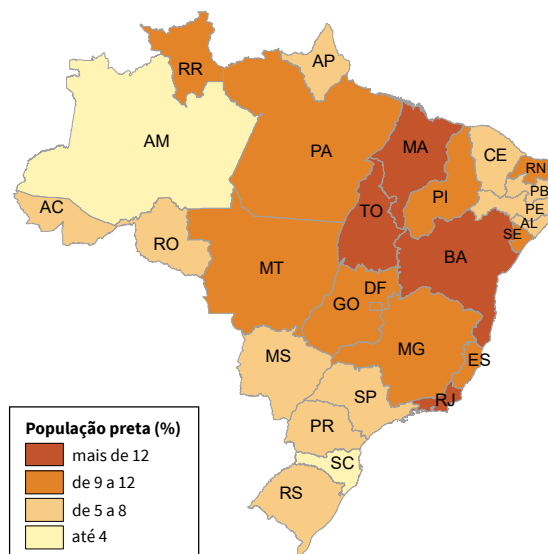 AP
RR
AM
PA
MA
CE
RN
PB
PE
AL
SE
PI
TO
AC
RO
BA
MT
DF
GO
MG
ES
MS
SP
RJ
PR
SC
RS
População preta (%)
mais de 12
de 9 a 12
de 5 a 8
até 4